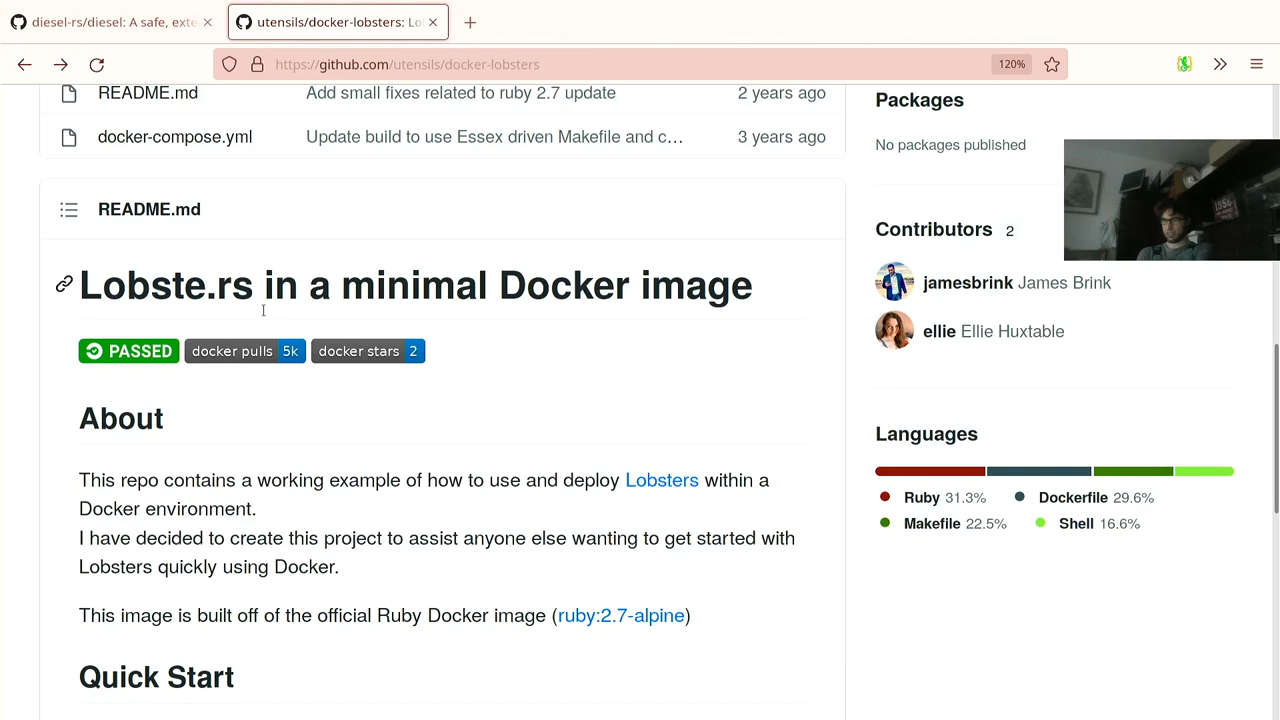 diesel-rs/diesel: A safe, exte
utensils/docker-lobsters: Lo
https://github.com/utensils/docker-lobsters
120%
README.md Add small fixes related to ruby 2.7 update 2 years ago
docker-compose.yml Update build to use Essex driven Makefile and c... 3 years ago
README.md
Lobste.rs in a minimal Docker image
PASSED docker pulls 5k docker stars 2
About
This repo contains a working example of how to use and deploy Lobsters within a
Docker environment.
I have decided to create this project to assist anyone else wanting to get started with
Lobsters quickly using Docker.
This image is built off of the official Ruby Docker image (ruby:2.7-alpine)
Quick Start
Packages
No packages published
Contributors 2
jamesbrink James Brink
ellie Ellie Huxtable
Languages
Ruby 31.3% Dockerfile 29.6%
Makefile 22.5% Shell 16.6%